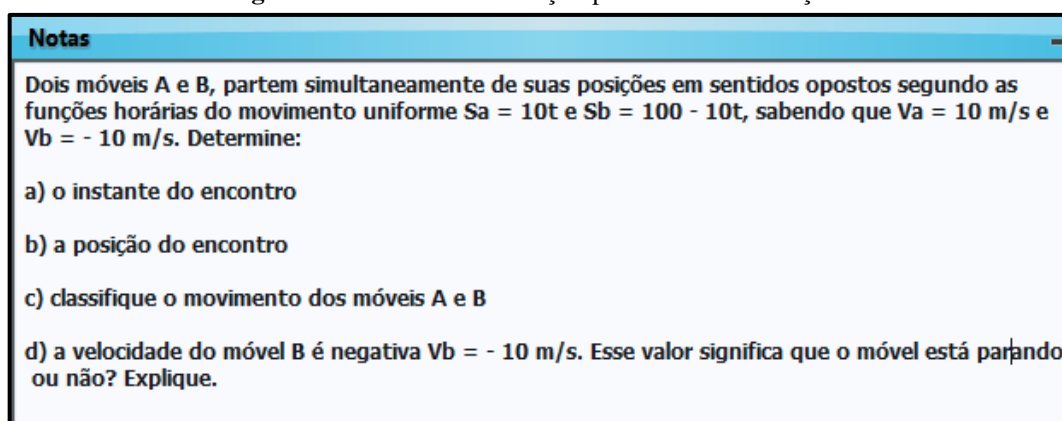 Notas
Dois móveis A e B, partem simultaneamente de suas posições em sentidos opostos segundo as
funções horárias do movimento uniforme Sa = 10t e Sb = 100 - 10t, sabendo que Va = 10 m/s e
Vb = - 10 m/s. Determine:
a) o instante do encontro
b) a posição do encontro
c) classifique o movimento dos móveis A e B
d) a velocidade do móvel B é negativa Vb = - 10 m/s. Esse valor significa que o móvel está parando
ou não? Explique.